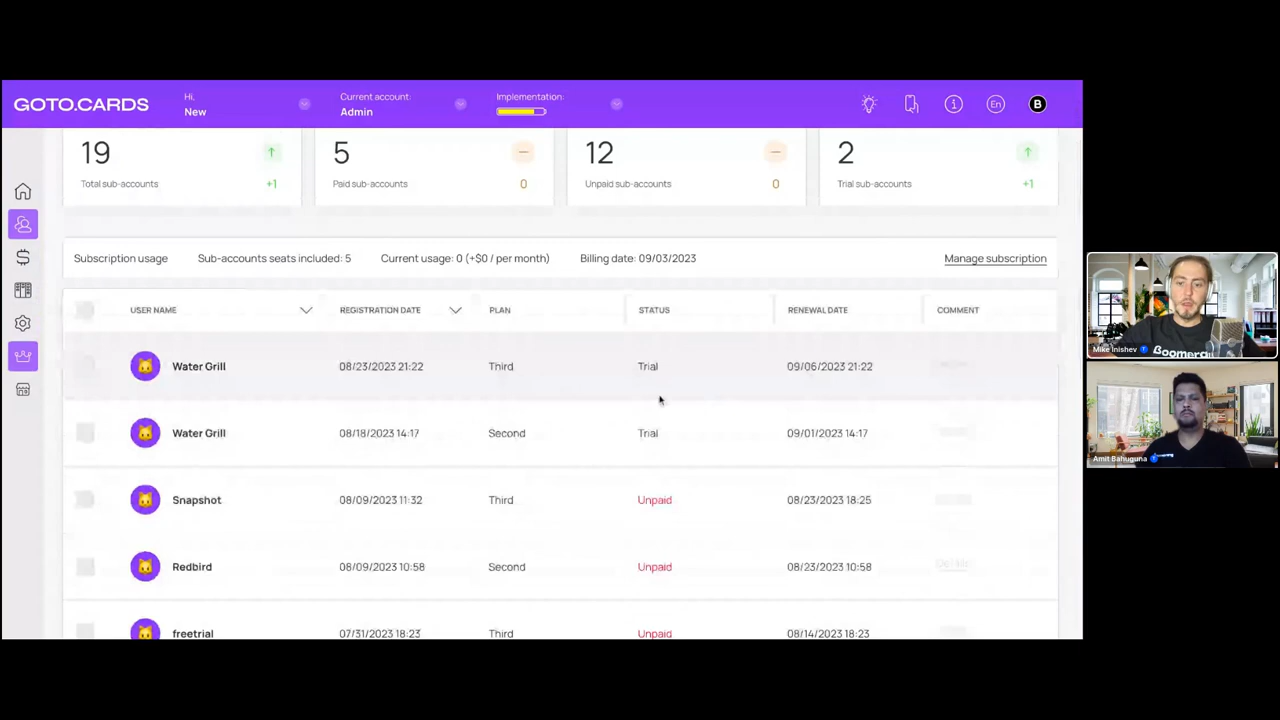 GOTO.CARDS
Hi,
New
Current account:
Admin
Implementation:
En
B
19
Total sub-accounts
+1
5
Paid sub-accounts
0
12
Unpaid sub-accounts
0
2
Trial sub-accounts
+1
Subscription usage Sub-accounts seats included: 5 Current usage: 0 (+$0 / per month) Billing date: 09/03/2023 Manage subscription
USER NAME REGISTRATION DATE PLAN STATUS RENEWAL DATE COMMENT
Water Grill 08/23/2023 21:22 Third Trial 09/06/2023 21:22
Water Grill 08/18/2023 14:17 Second Trial 09/01/2023 14:17
Snapshot 08/09/2023 11:32 Third Unpaid 08/23/2023 18:25
Redbird 08/09/2023 10:58 Second Unpaid 08/23/2023 10:58
freetrial 07/31/2023 18:23 Third Unpaid 08/14/2023 18:23
Mike Inishev
Boomerang
Amit Bahuguna